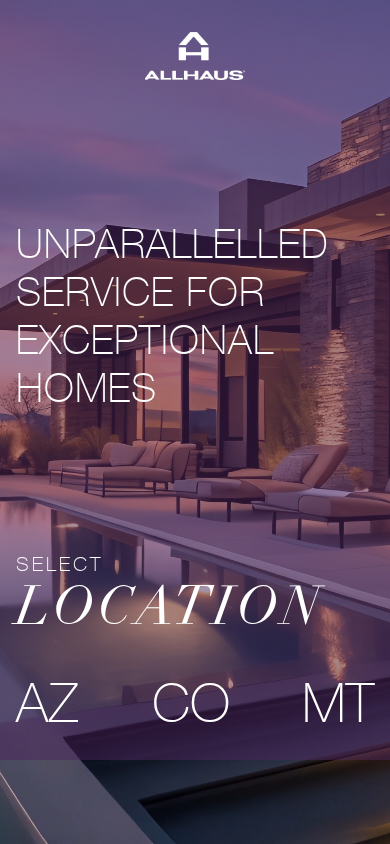 ALLHAUS
UNPARALLELLED
SERVICE FOR
EXCEPTIONAL
HOMES
SELECT
LOCATION
AZ CO MT